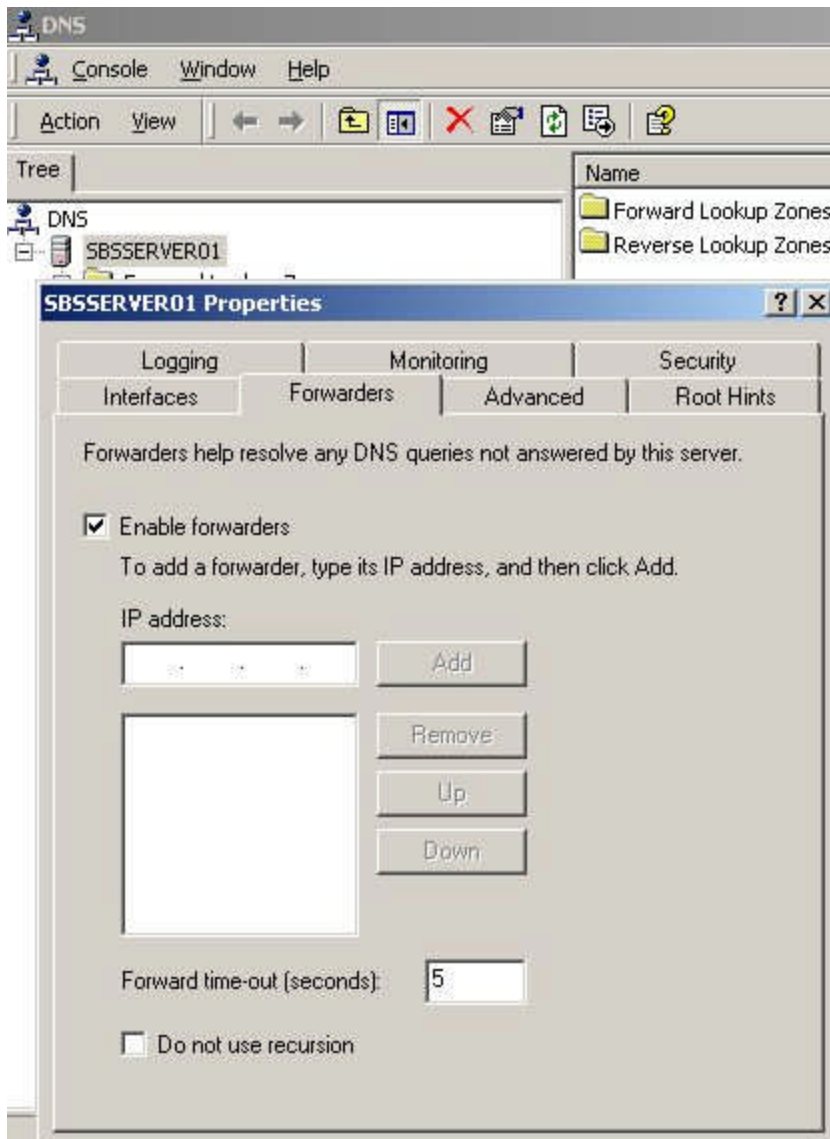 DNS
Console Window Help
Action View
Tree
Name
DNS
Forward Lookup Zones
SBSSERVER01
Reverse Lookup Zones
SBSSERVER01 Properties
Logging Monitoring Security
Interfaces Forwarders Advanced Root Hints
Forwarders help resolve any DNS queries not answered by this server.
Enable forwarders
To add a forwarder, type its IP address, and then click Add.
IP address:
. . .
Add
Remove
Up
Down
Forward time-out (seconds): 5
Do not use recursion